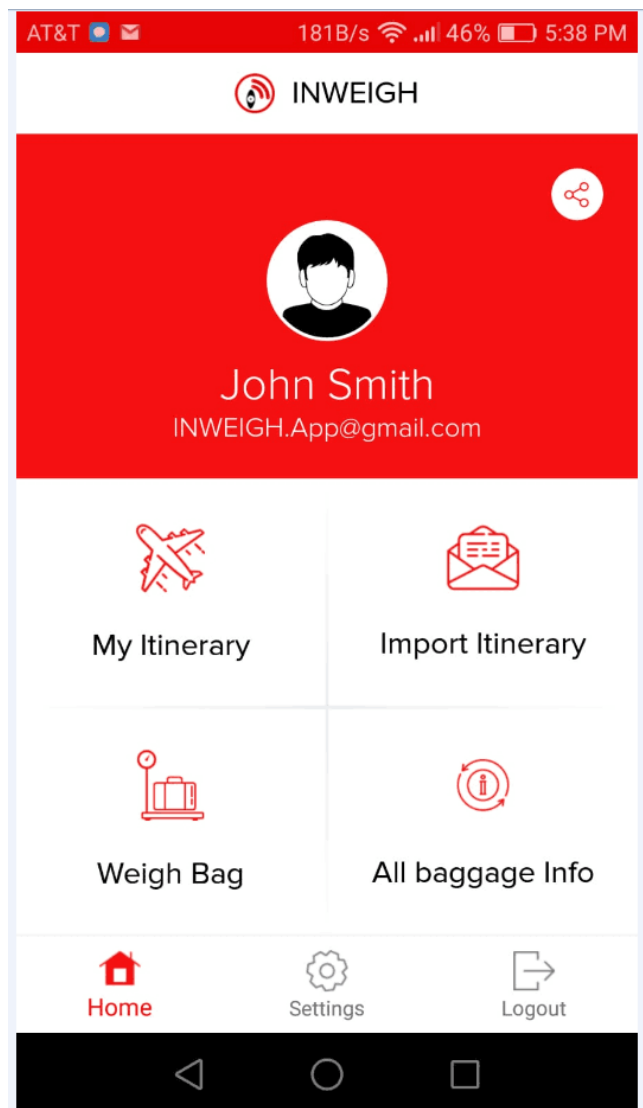 AT&T 181B/s 46% 5:38 PM
INWEIGH
John Smith
INWEIGH.App@gmail.com
My Itinerary Import Itinerary
Weigh Bag All baggage Info
Home Settings Logout